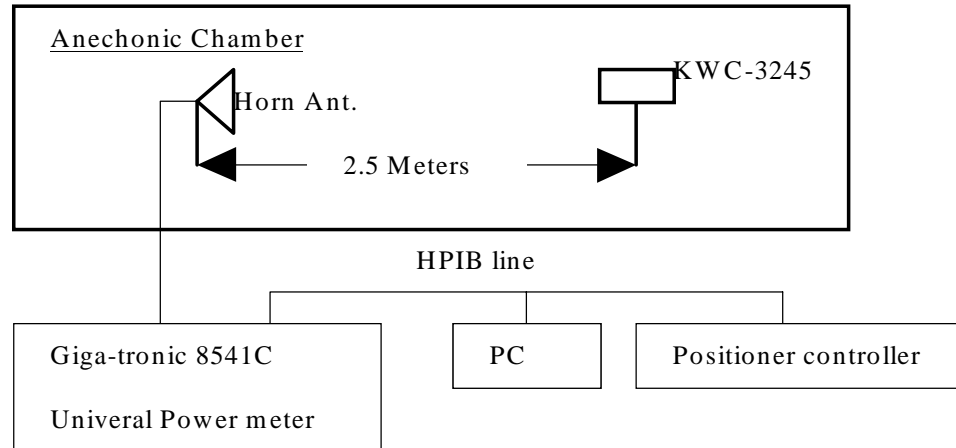 Anechonic Chamber
KWC-3245
Horn Ant.
2.5 Meters
HPIB line
Giga-tronic 8541C
Univeral Power meter
PC
Positioner controller